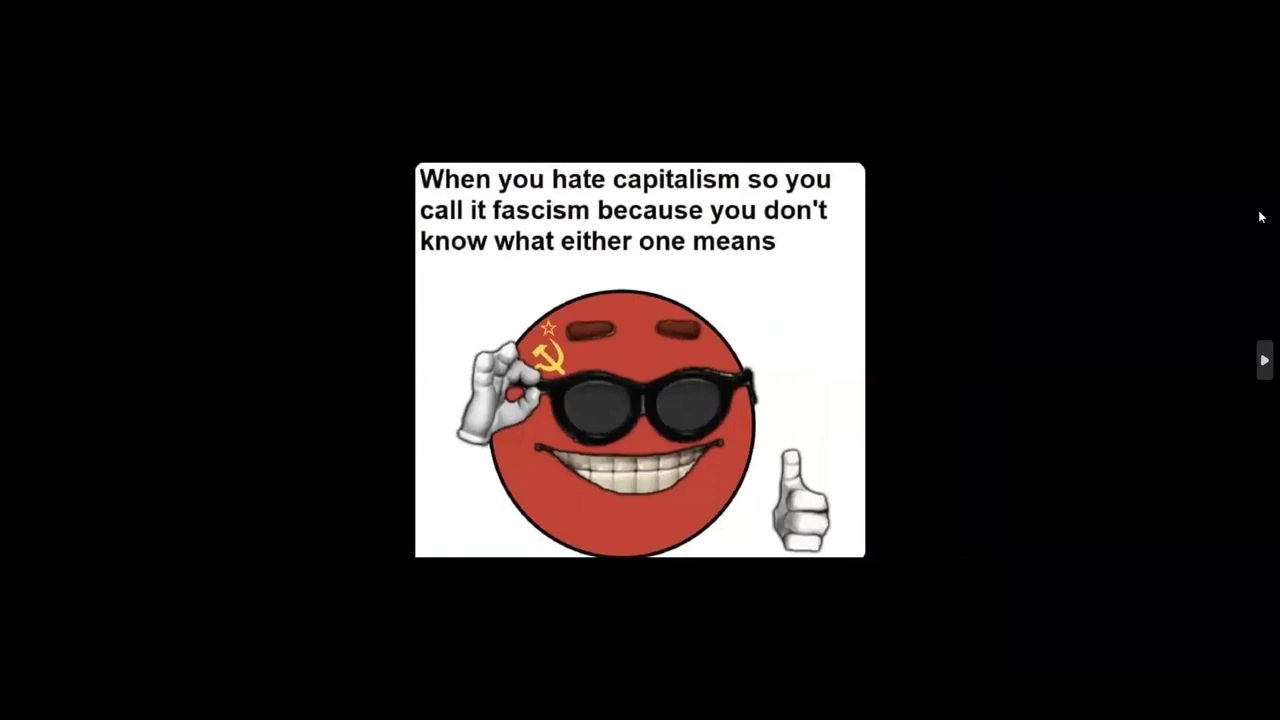 When you hate capitalism so you
call it fascism because you don't
know what either one means